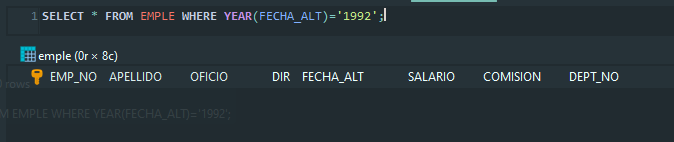 1 SELECT * FROM EMPLE WHERE YEAR(FECHA_ALT)='1992';
emple (0r × 8c)
EMP_NO APELLIDO OFICIO DIR FECHA_ALT SALARIO COMISION DEPT_NO
rows
M EMPLE WHERE YEAR(FECHA_ALT)='1992';